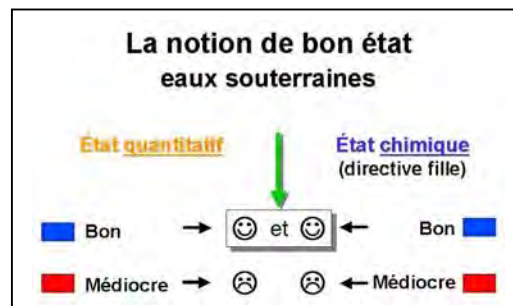 La notion de bon état
eaux souterraines
État quantitatif
État chimique
(directive fille)
Bon
et
Bon
Médiocre
Médiocre